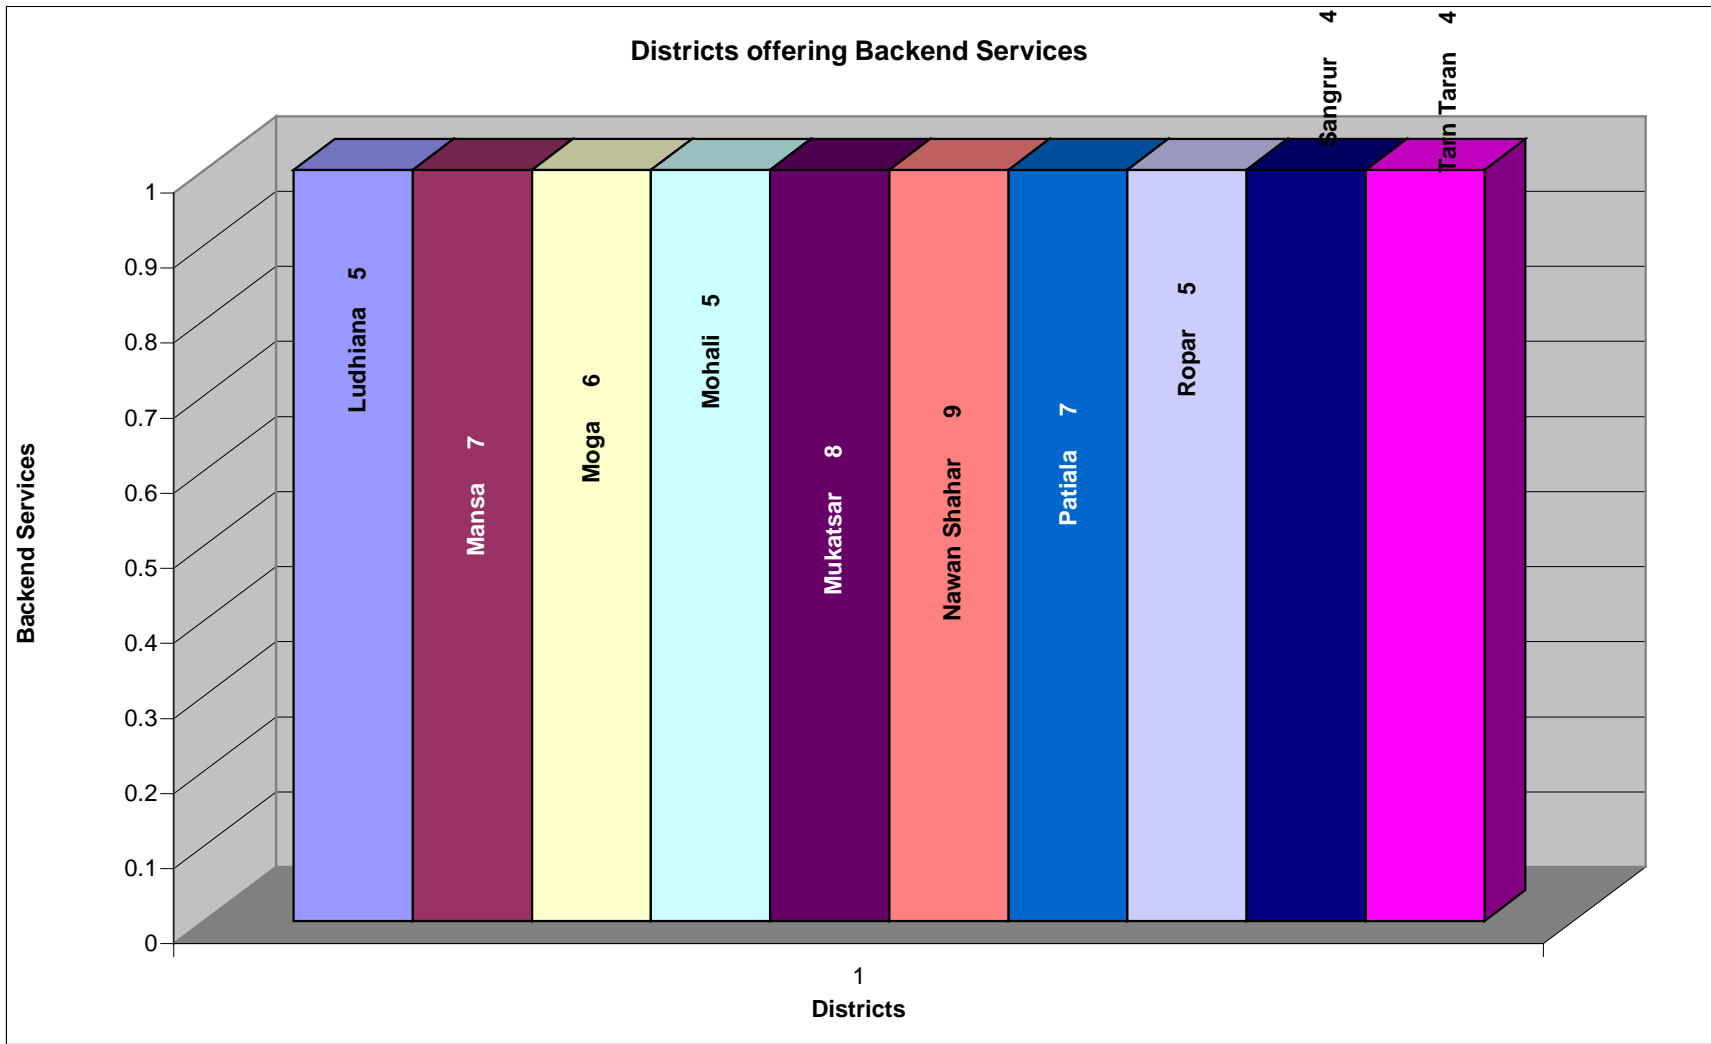 Districts offering Backend Services
Sangrur 4
Tarn Taran 4
1
0.9
0.8
0.7
0.6
0.5
0.4
0.3
0.2
0.1
0
Backend Services
Ludhiana 5
Mansa 7
Moga 6
Mohali 5
Mukatsar 8
Nawan Shahar 9
Patiala 7
Ropar 5
1
Districts